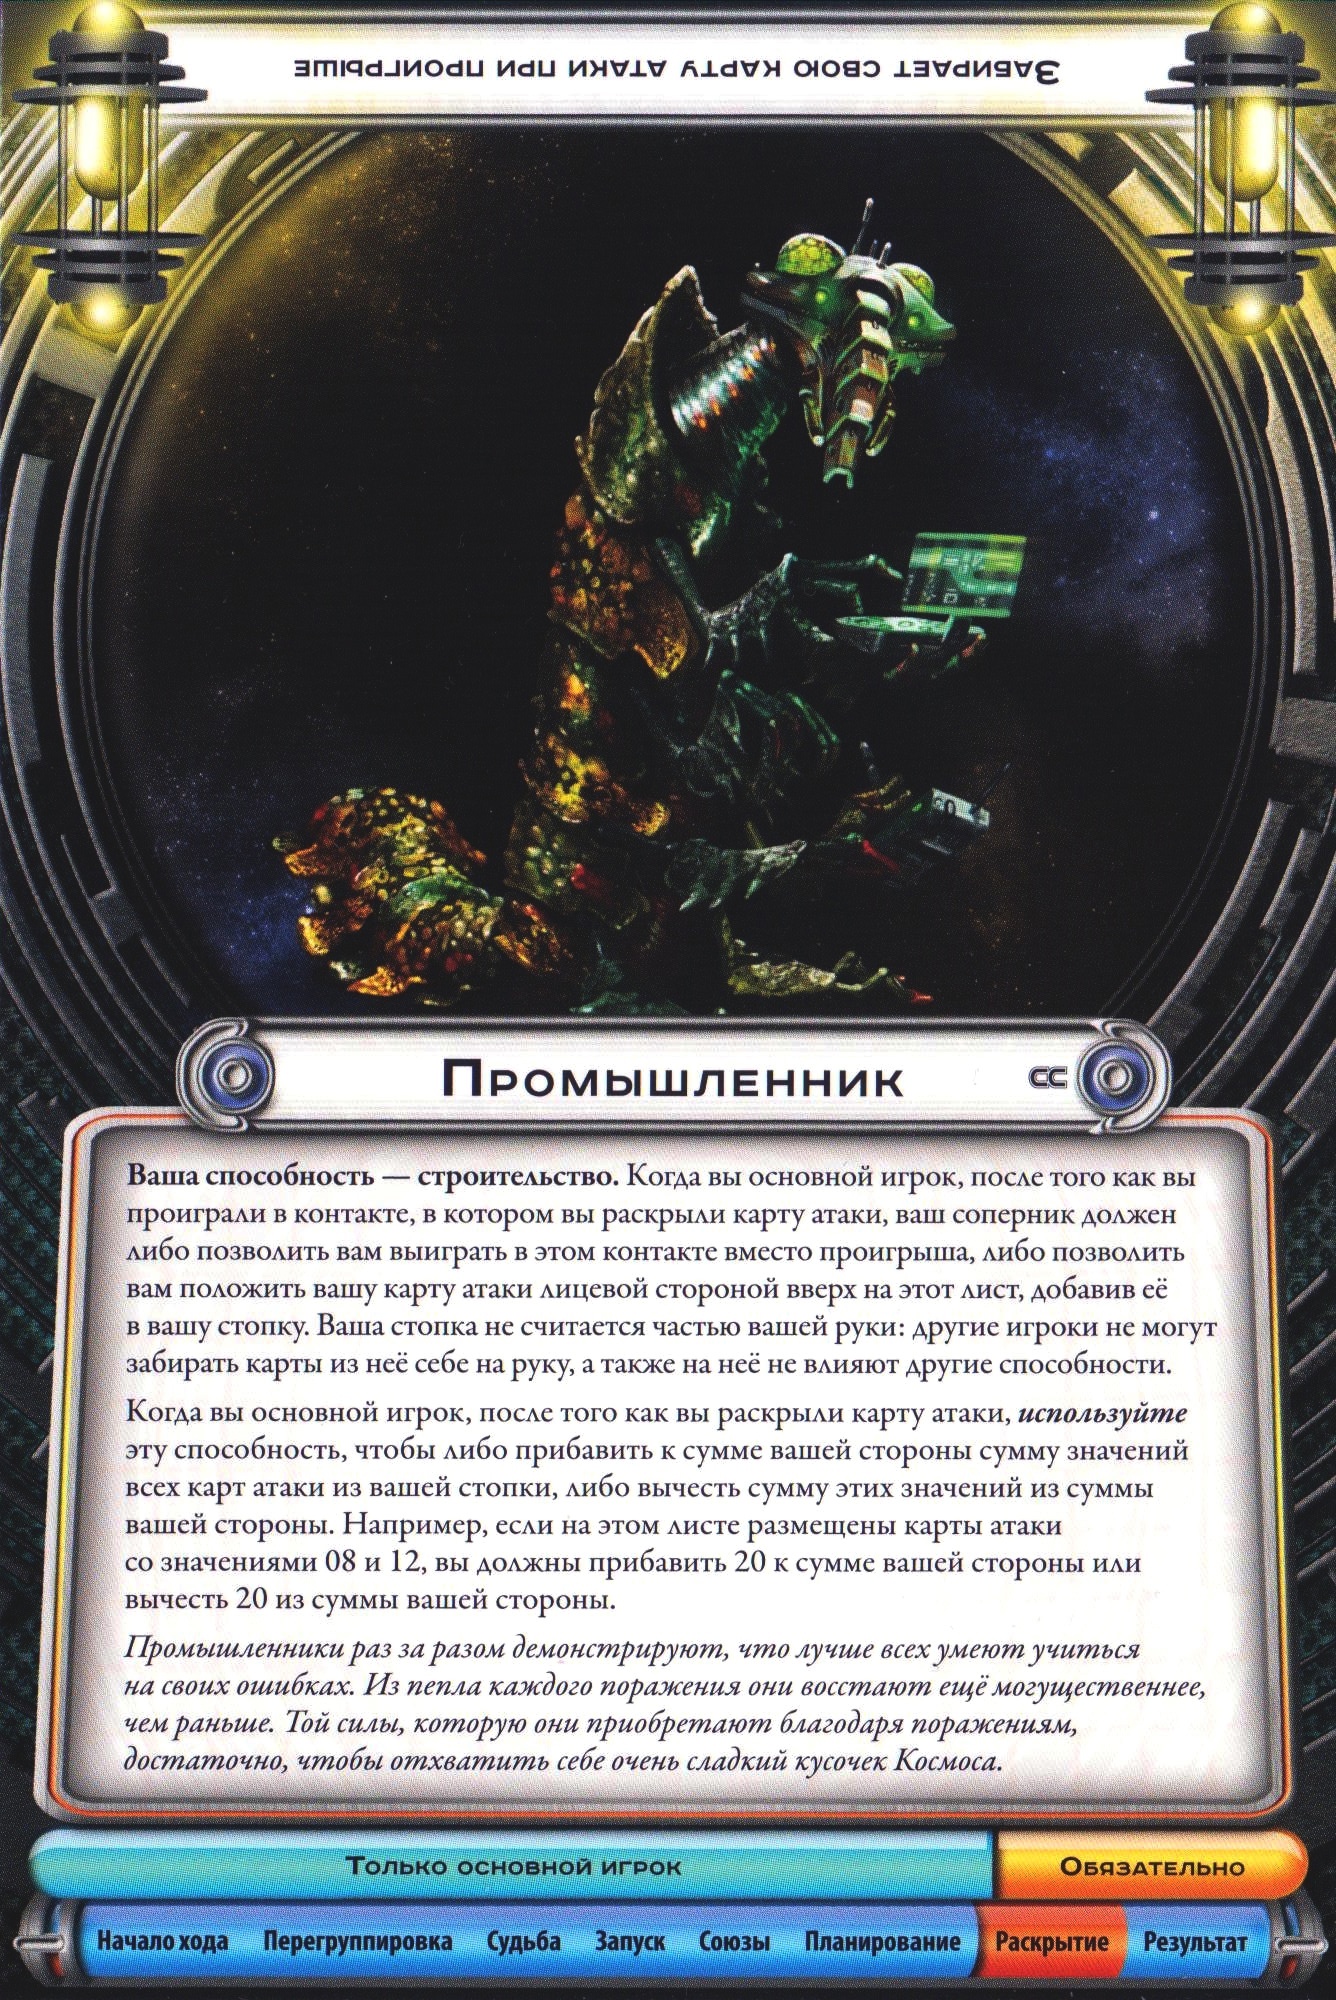 Забирает свою карту атаки при проигрыше
Промышленник
СС
Ваша способность — строительство. Когда вы основной игрок, после того как вы
проиграли в контакте, в котором вы раскрыли карту атаки, ваш соперник должен
либо позволить вам выиграть в этом контакте вместо проигрыша, либо позволить
вам положить вашу карту атаки лицевой стороной вверх на этот лист, добавив её
в вашу стопку. Ваша стопка не считается частью вашей руки: другие игроки не могут
забирать карты из неё себе на руку, а также на неё не влияют другие способности.
Когда вы основной игрок, после того как вы раскрыли карту атаки, используйте
эту способность, чтобы либо прибавить к сумме вашей стороны сумму значений
всех карт атаки из вашей стопки, либо вычесть сумму этих значений из суммы
вашей стороны. Например, если на этом листе размещены карты атаки
со значениями 08 и 12, вы должны прибавить 20 к сумме вашей стороны или
вычесть 20 из суммы вашей стороны.
Промышленники раз за разом демонстрируют, что лучше всех умеют учиться
на своих ошибках. Из пепла каждого поражения они восстают ещё могущественнее,
чем раньше. Той силы, которую они приобретают благодаря поражениям,
достаточно, чтобы отхватить себе очень сладкий кусочек Космоса.
Только основной игрок
Обязательно
Начало хода Перегруппировка Судьба Запуск Союзы Планирование Раскрытие Результат